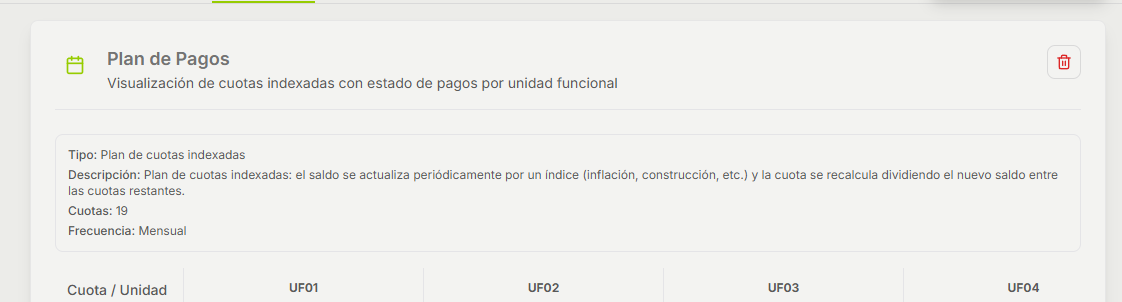 Plan de Pagos
Visualización de cuotas indexadas con estado de pagos por unidad funcional
Tipo: Plan de cuotas indexadas
Descripción: Plan de cuotas indexadas: el saldo se actualiza periódicamente por un índice (inflación, construcción, etc.) y la cuota se recalcula dividiendo el nuevo saldo entre
las cuotas restantes.
Cuotas: 19
Frecuencia: Mensual
Cuota / Unidad UF01 UF02 UF03 UF04